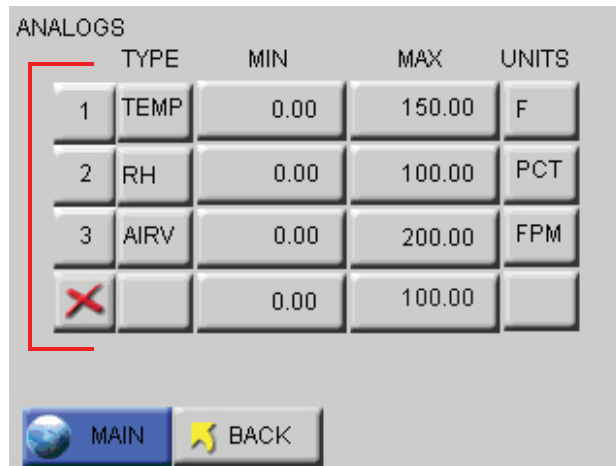 ANALOGS
TYPE MIN MAX UNITS
1 TEMP 0.00 150.00 F
2 RH 0.00 100.00 PCT
3 AIRV 0.00 200.00 FPM
0.00 100.00
MAIN BACK